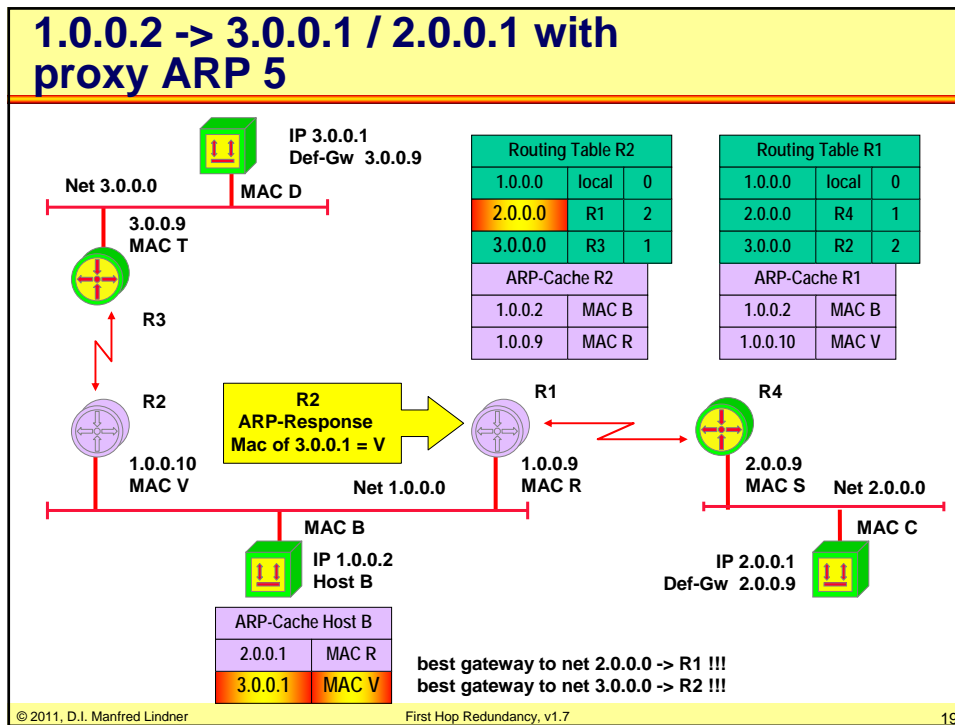 1.0.0.2 -> 3.0.0.1 / 2.0.0.1 with
proxy ARP 5
IP 3.0.0.1
Def-Gw 3.0.0.9
Net 3.0.0.0
MAC D
3.0.0.9
MAC T
R3
Routing Table R2
1.0.0.0 local 0
2.0.0.0 R1 2
3.0.0.0 R3 1
ARP-Cache R2
1.0.0.2 MAC B
1.0.0.9 MAC R
Routing Table R1
1.0.0.0 local 0
2.0.0.0 R4 1
3.0.0.0 R2 2
ARP-Cache R1
1.0.0.2 MAC B
1.0.0.10 MAC V
R2
R2
ARP-Response
Mac of 3.0.0.1 = V
R1
R4
1.0.0.10
MAC V
Net 1.0.0.0
1.0.0.9
MAC R
2.0.0.9
MAC S
Net 2.0.0.0
MAC B
MAC C
IP 1.0.0.2
Host B
IP 2.0.0.1
Def-Gw 2.0.0.9
ARP-Cache Host B
2.0.0.1 MAC R
3.0.0.1 MAC V
best gateway to net 2.0.0.0 -> R1 !!!
best gateway to net 3.0.0.0 -> R2 !!!
© 2011, D.I. Manfred Lindner
First Hop Redundancy, v1.7
19